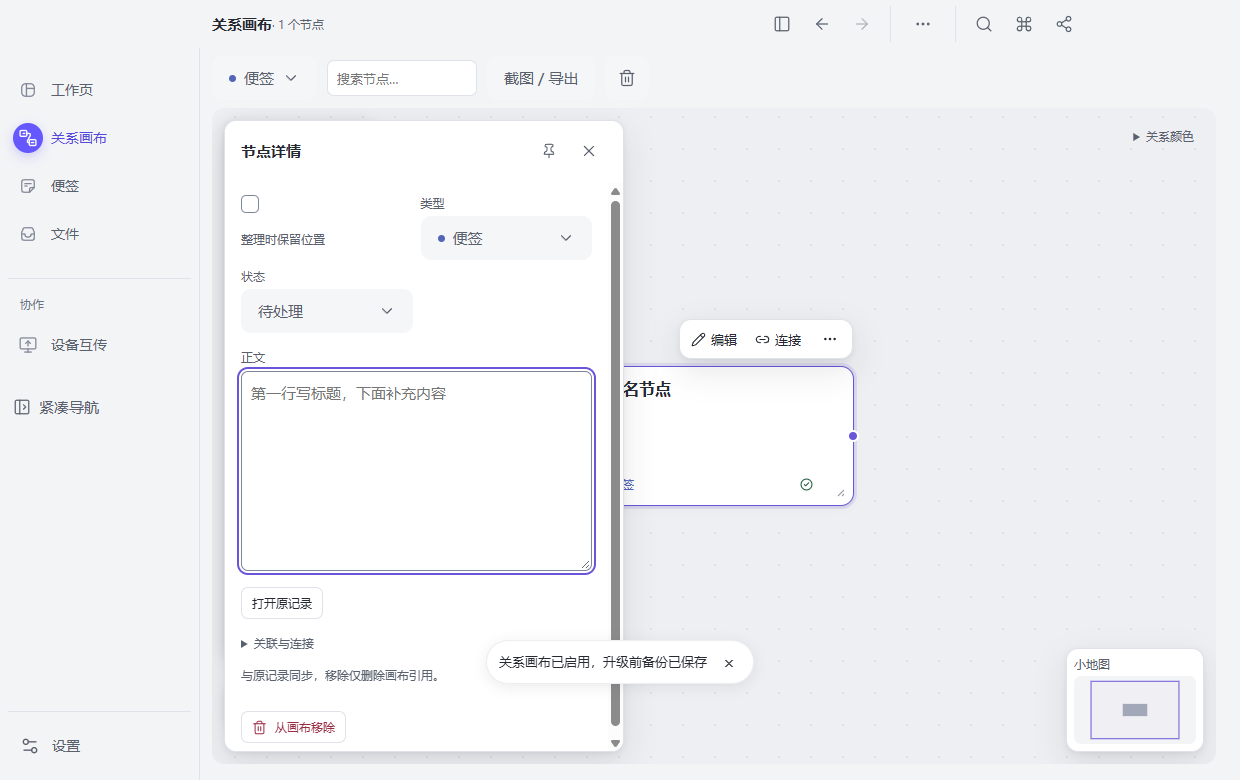 关系画布· 1 个节点
工作页
关系画布
便签
文件
协作
设备互传
紧凑导航
设置
便签
搜索节点...
截图 / 导出
关系颜色
节点详情
整理时保留位置
类型
便签
状态
待处理
正文
第一行写标题，下面补充内容
打开原记录
关联与连接
与原记录同步，移除仅删除画布引用。
从画布移除
编辑
连接
名节点
签
关系画布已启用，升级前备份已保存
小地图